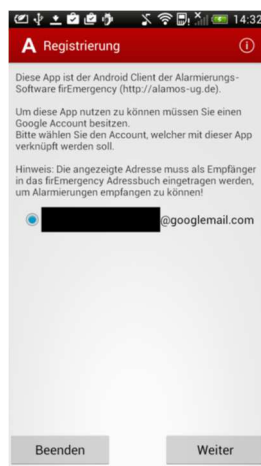 14:32
A Registrierung
Diese App ist der Android Client der Alarmierungs-
Software firEmergency (http://alamos-ug.de).
Um diese App nutzen zu können müssen Sie einen
Google Account besitzen.
Bitte wählen Sie den Account, welcher mit dieser App
verknüpft werden soll.
Hinweis: Die angezeigte Adresse muss als Empfänger
in das firEmergency Adressbuch eingetragen werden,
um Alarmierungen empfangen zu können!
@googlemail.com
Beenden Weiter